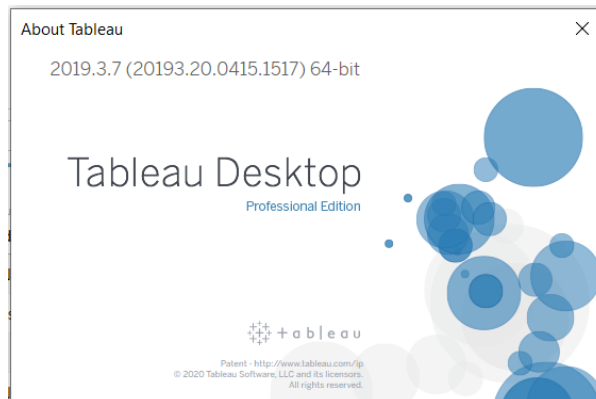 About Tableau
2019.3.7 (20193.20.0415.1517) 64-bit
Tableau Desktop
Professional Edition
+ a b l e a u
Patent - http://www.tableau.com/ip
© 2020 Tableau Software, LLC and its licensors.
All rights reserved.